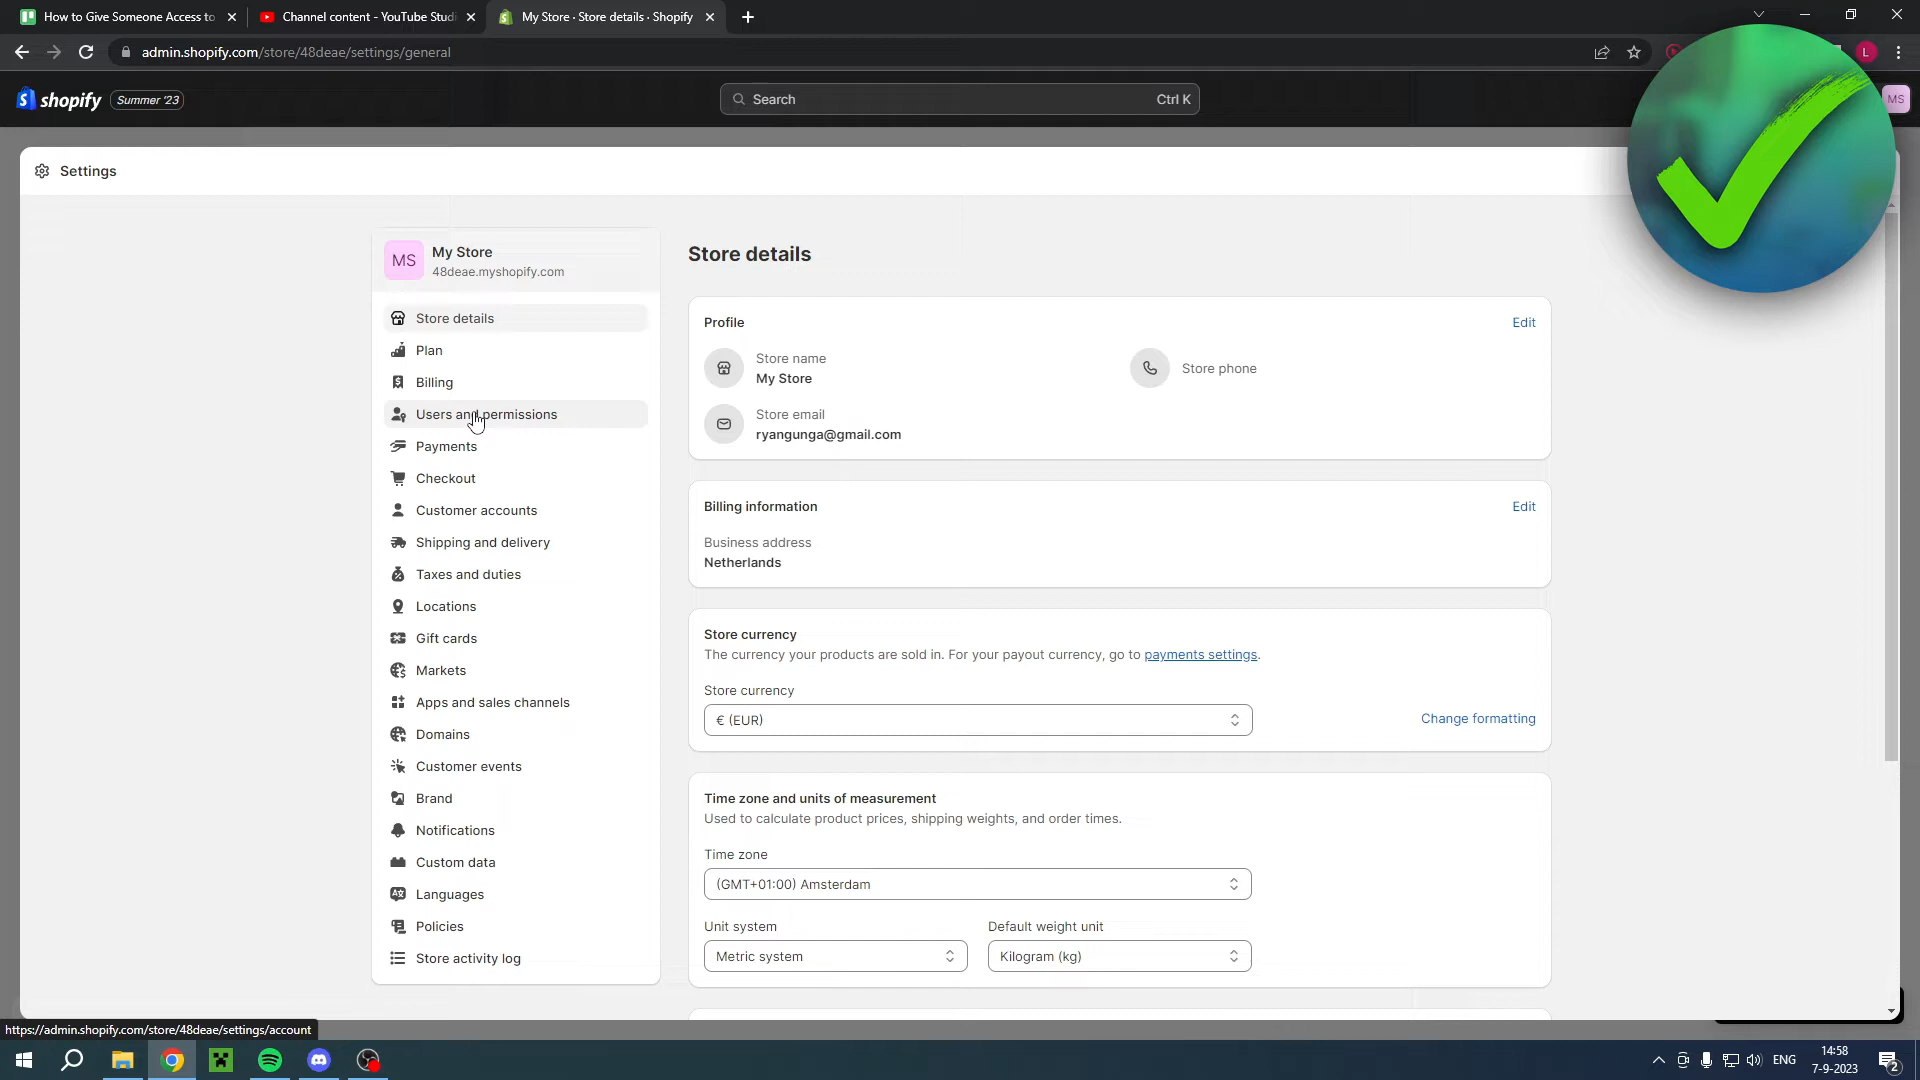 How to Give Someone Access to
Channel content - YouTube Studi
My Store · Store details · Shopify
admin.shopify.com/store/48deae/settings/general
L
shopify
Summer '23
Search
Ctrl K
MS
Settings
MS
My Store
48deae.myshopify.com
Store details
Plan
Billing
Users and permissions
Payments
Checkout
Customer accounts
Shipping and delivery
Taxes and duties
Locations
Gift cards
Markets
Apps and sales channels
Domains
Customer events
Brand
Notifications
Custom data
Languages
Policies
Store activity log
Store details
Profile
Edit
Store name
My Store
Store phone
Store email
ryangunga@gmail.com
Billing information
Edit
Business address
Netherlands
Store currency
The currency your products are sold in. For your payout currency, go to payments settings.
Store currency
€ (EUR)
Change formatting
Time zone and units of measurement
Used to calculate product prices, shipping weights, and order times.
Time zone
(GMT+01:00) Amsterdam
Unit system
Default weight unit
Metric system
Kilogram (kg)
https://admin.shopify.com/store/48deae/settings/account
ENG
14:58
7-9-2023
2